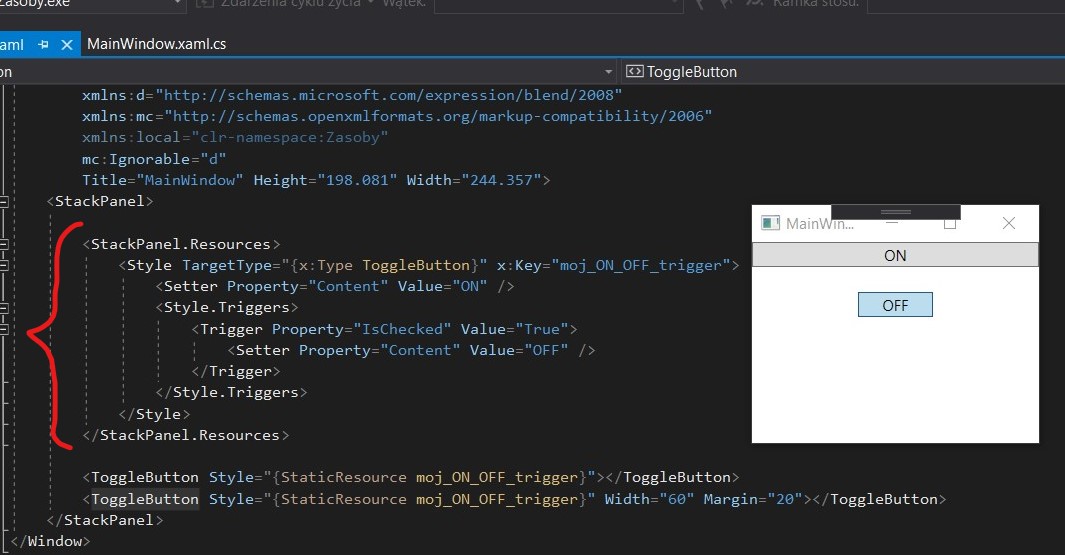 Zasoby.exe Zdarzenia cyklu życia Wątek: Ramka stosu:
aml MainWindow.xaml.cs
on ToggleButton
xmlns:d="http://schemas.microsoft.com/expression/blend/2008"
xmlns:mc="http://schemas.openxmlformats.org/markup-compatibility/2006"
xmlns:local="clr-namespace:Zasoby"
mc:Ignorable="d"
Title="MainWindow" Height="198.081" Width="244.357">
<StackPanel>
<StackPanel.Resources>
<Style TargetType="{x:Type ToggleButton}" x:Key="moj_ON_OFF_trigger">
<Setter Property="Content" Value="ON" />
<Style.Triggers>
<Trigger Property="IsChecked" Value="True">
<Setter Property="Content" Value="OFF" />
</Trigger>
</Style.Triggers>
</Style>
</StackPanel.Resources>
<ToggleButton Style="{StaticResource moj_ON_OFF_trigger}"></ToggleButton>
<ToggleButton Style="{StaticResource moj_ON_OFF_trigger}" Width="60" Margin="20"></ToggleButton>
</StackPanel>
</Window>
MainWin...
ON
OFF